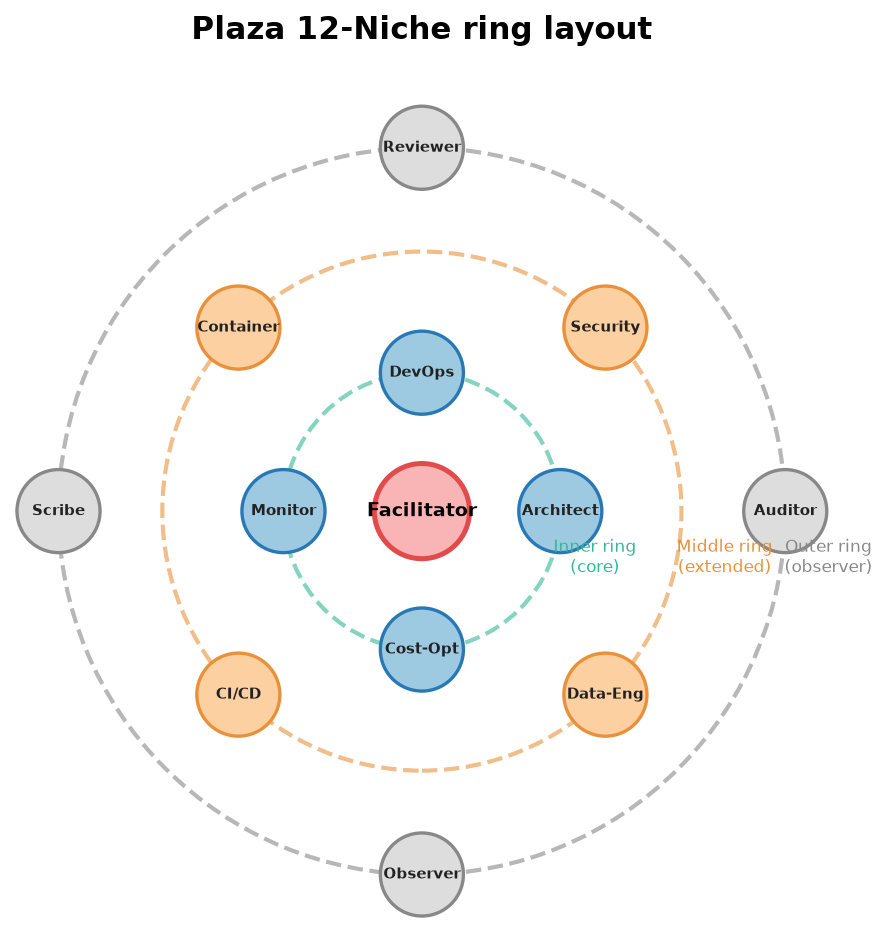 Plaza 12-Niche ring layout
Reviewer
Container
Security
DevOps
Scribe
Monitor
Facilitator
Architect
Auditor
Inner ring
(core)
Middle ring
(extended)
Outer ring
(observer)
Cost-Opt
CI/CD
Data-Eng
Observer